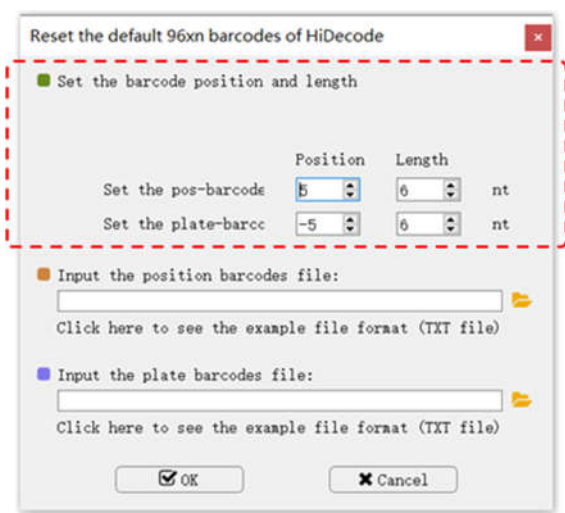 Reset the default 96xn barcodes of HiDecode
Set the barcode position and length
Position Length
Set the pos-barcode 5 6 nt
Set the plate-barcc -5 6 nt
Input the position barcodes file:
Click here to see the example file format (TXT file)
Input the plate barcodes file:
Click here to see the example file format (TXT file)
OK Cancel